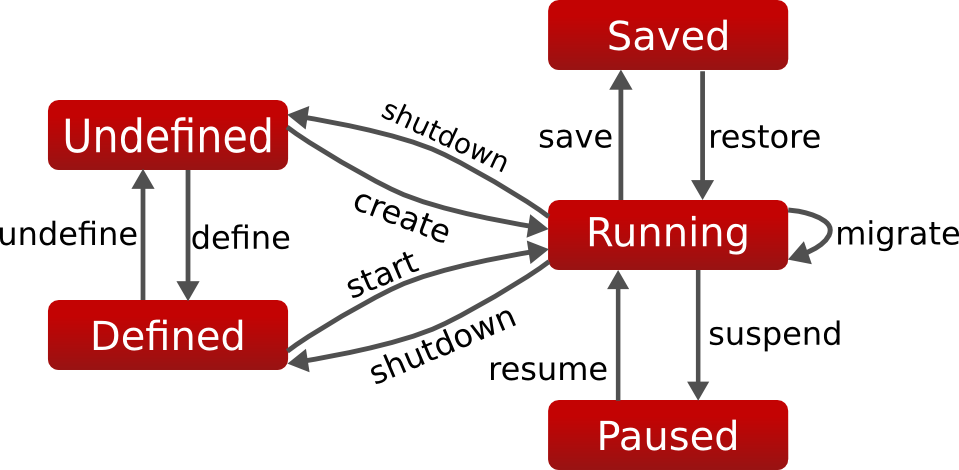 Saved
shutdown
Undefined
save
restore
create
Running
migrate
undefine
define
start
Defined
shutdown
suspend
resume
Paused